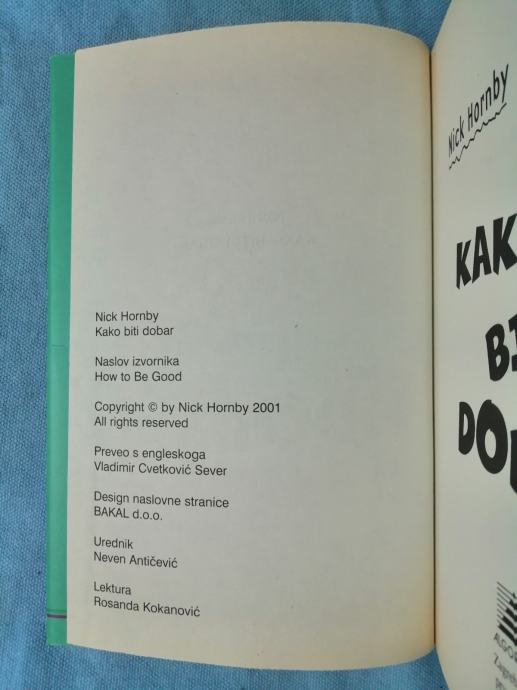 Nick Hornby
Kako biti dobar
Naslov izvornika
How to Be Good
Copyright © by Nick Hornby 2001
All rights reserved
Preveo s engleskoga
Vladimir Cvetković Sever
Design naslovne stranice
BAKAL d.o.o.
Urednik
Neven Antičević
Lektura
Rosanda Kokanović
Nick Hornby
KAK
BI
DO
ALGO